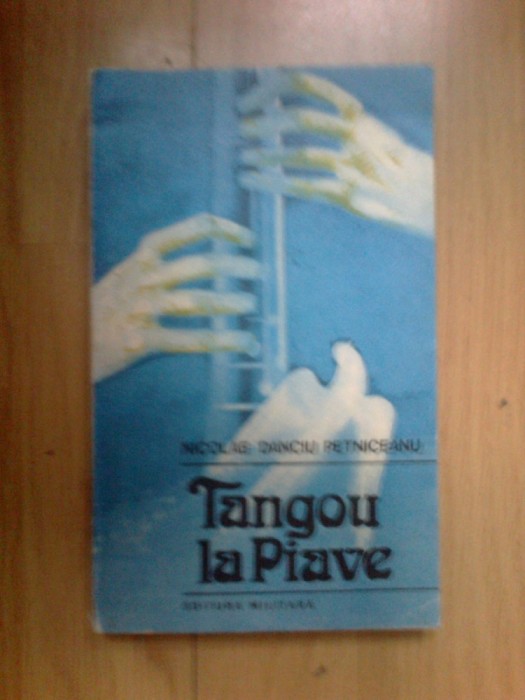 NICOLAE DANCIU PETNICEANU
Tangou
la Piave
EDITURA MILITARĂ